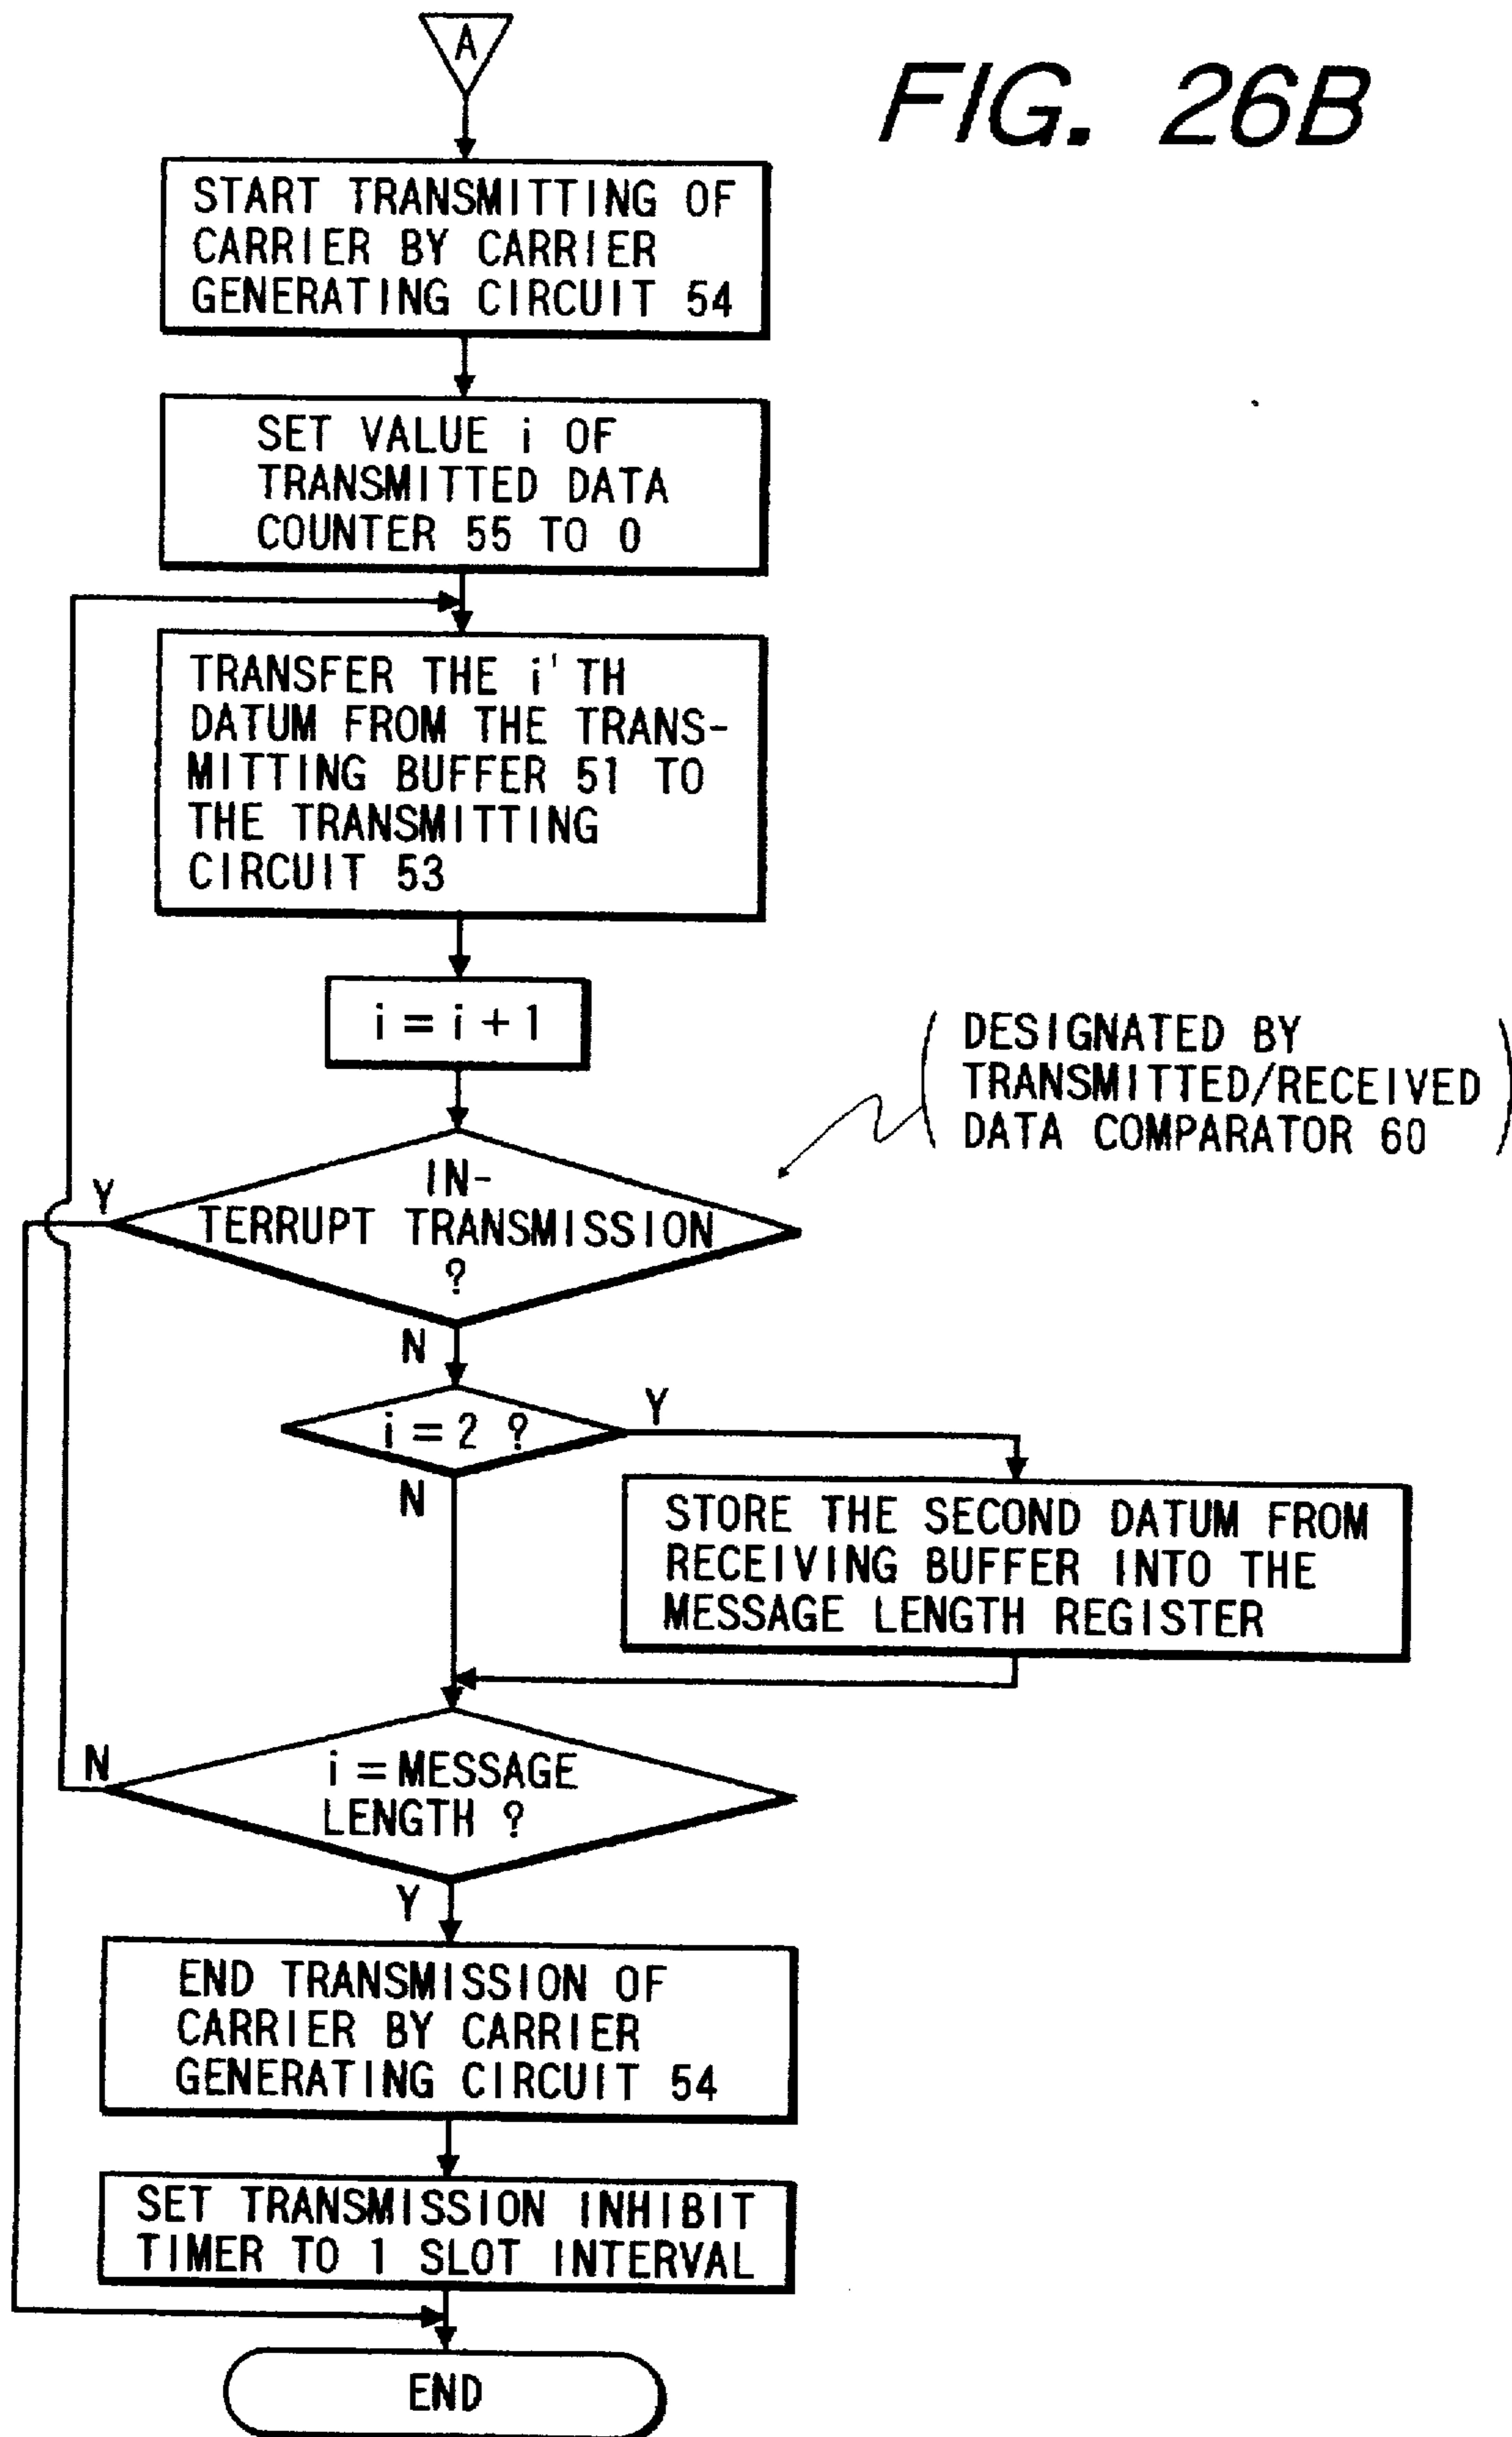 A
FIG. 26B
START TRANSMITTING OF
CARRIER BY CARRIER
GENERATING CIRCUIT 54
SET VALUE i OF
TRANSMITTED DATA
COUNTER 55 TO 0
TRANSFER THE i'TH
DATUM FROM THE TRANS-
MITTING BUFFER 51 TO
THE TRANSMITTING
CIRCUIT 53
i = i + 1
( DESIGNATED BY
TRANSMITTED/RECEIVED
DATA COMPARATOR 60 )
IN-
TERRUPT TRANSMISSION
?
Y
N
i = 2 ?
Y
N
STORE THE SECOND DATUM FROM
RECEIVING BUFFER INTO THE
MESSAGE LENGTH REGISTER
i = MESSAGE
LENGTH ?
N
Y
END TRANSMISSION OF
CARRIER BY CARRIER
GENERATING CIRCUIT 54
SET TRANSMISSION INHIBIT
TIMER TO 1 SLOT INTERVAL
END